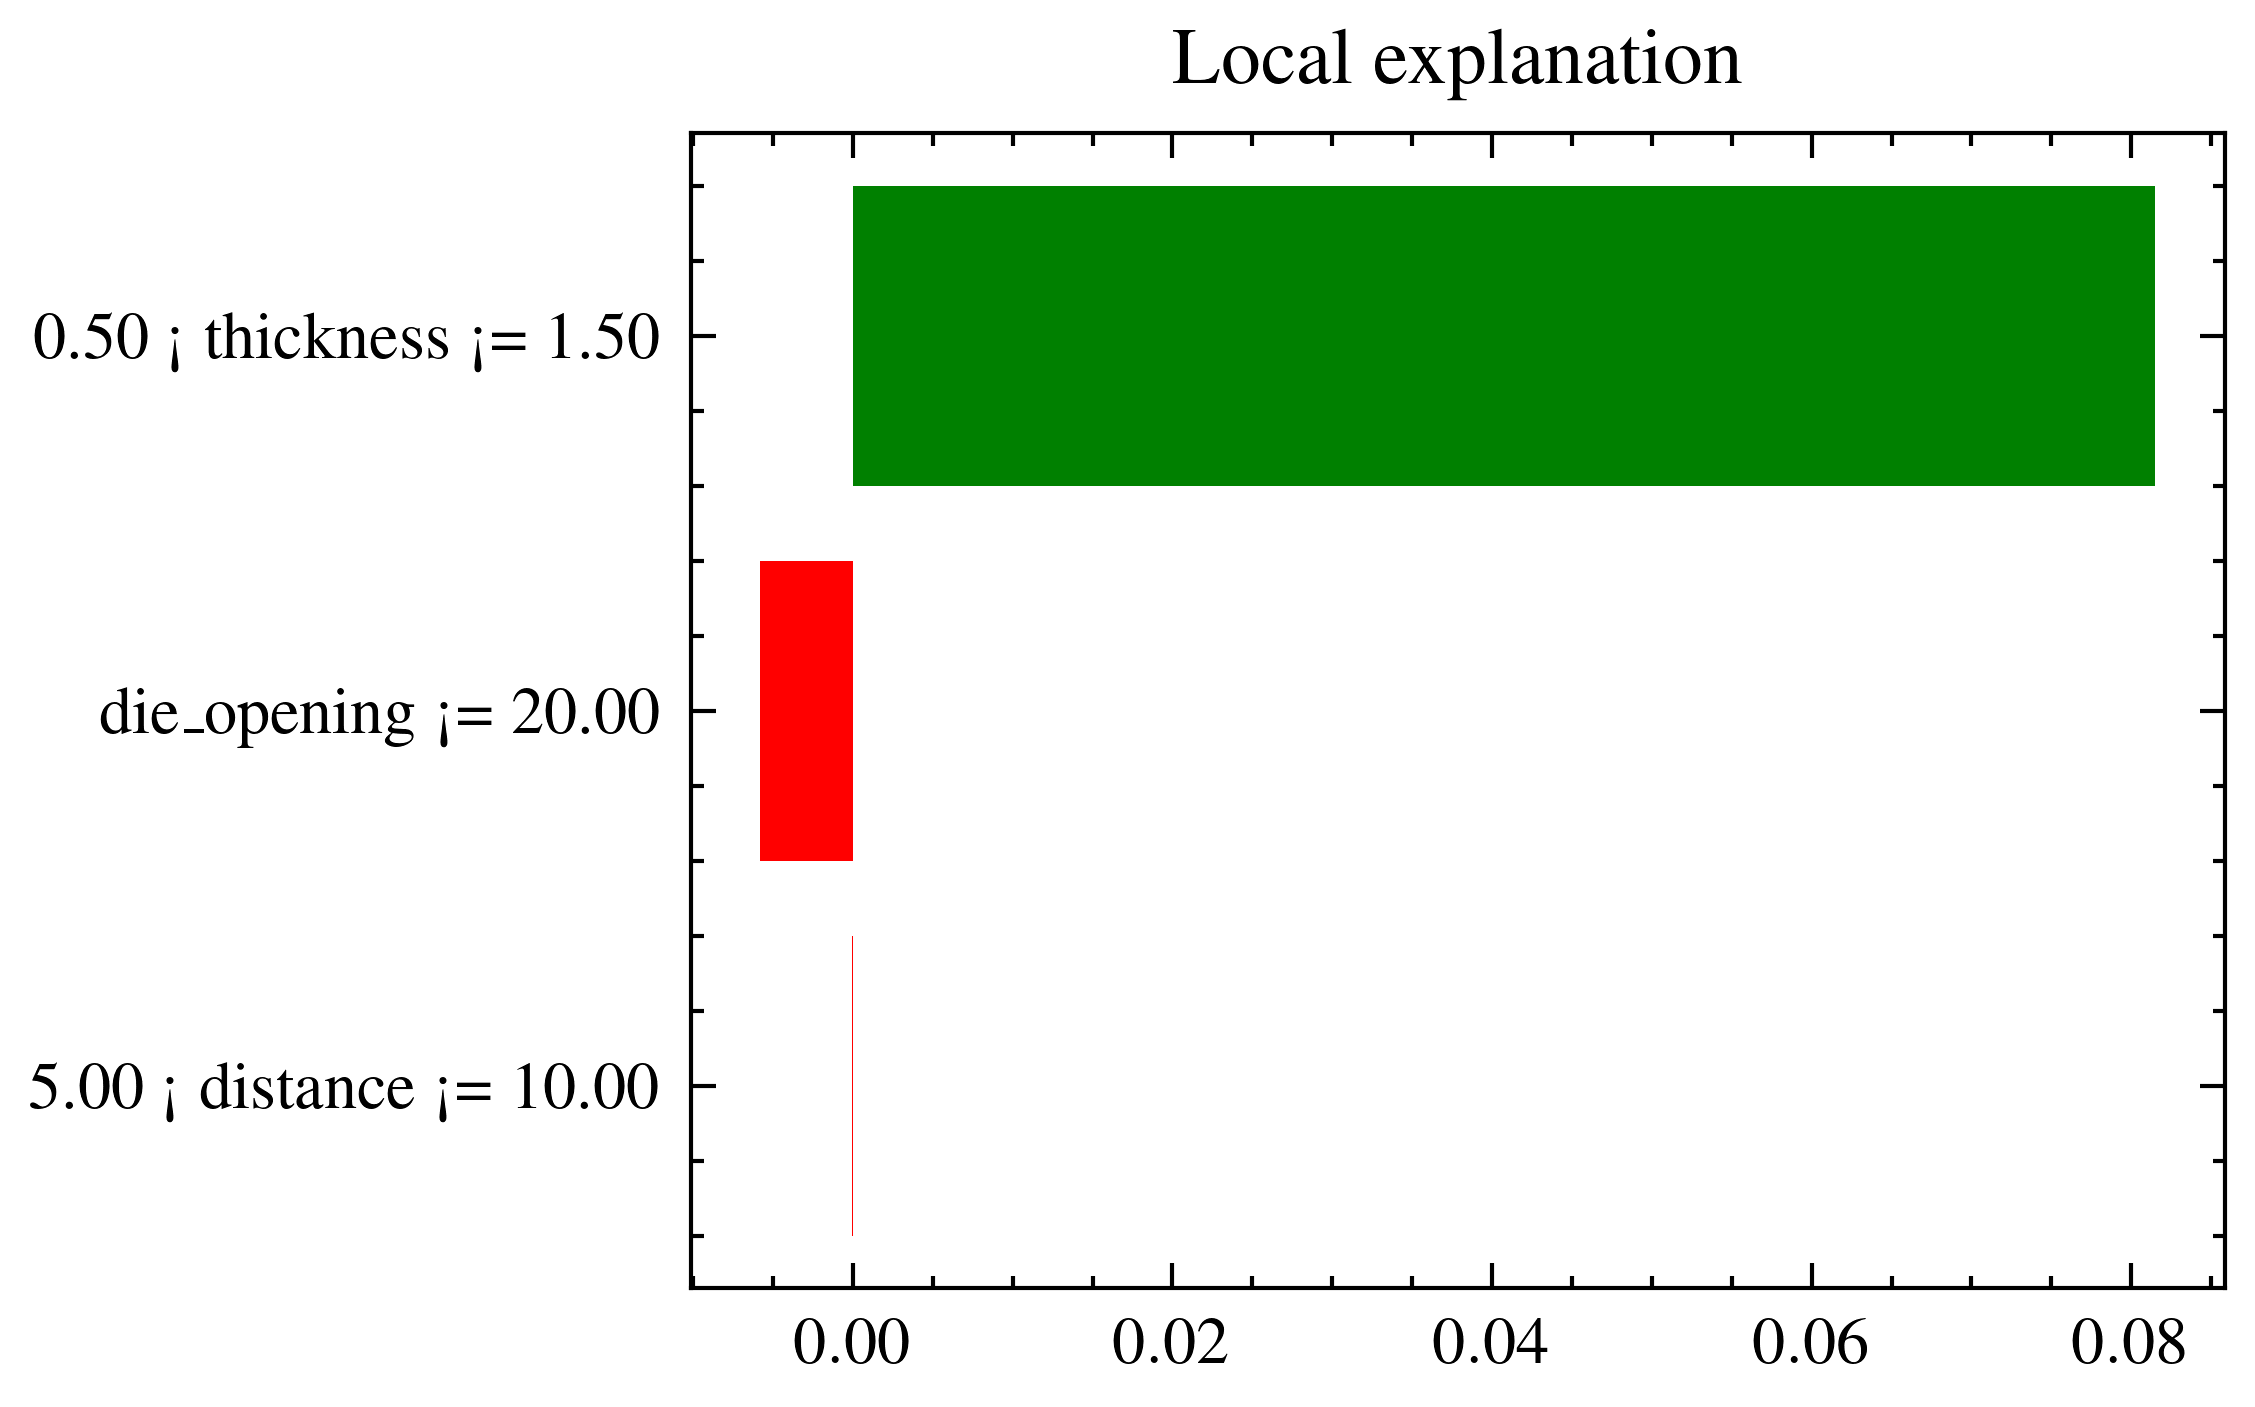 Local explanation
0.50 ¡ thickness ¡= 1.50
die_opening ¡= 20.00
5.00 ¡ distance ¡= 10.00
0.00 0.02 0.04 0.06 0.08